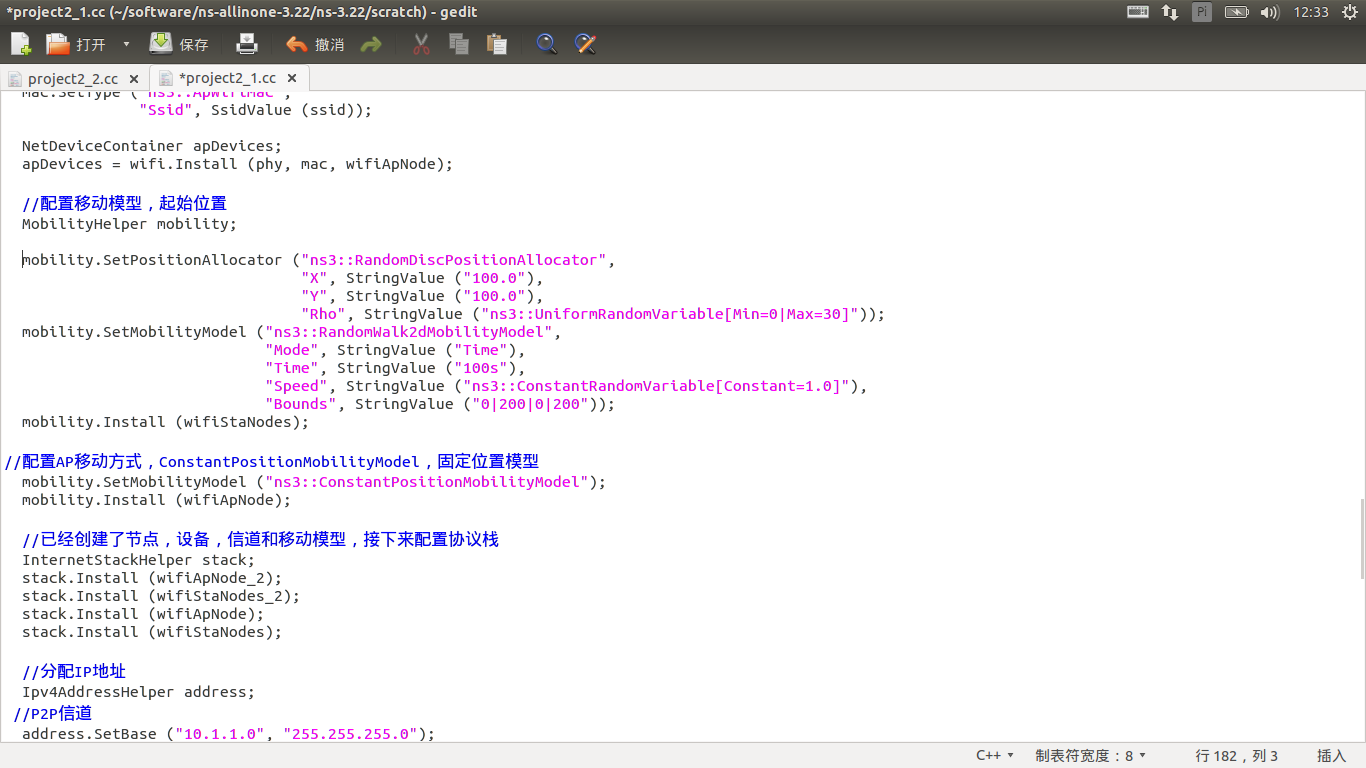 *project2_1.cc (~/software/ns-allinone-3.22/ns-3.22/scratch) - gedit
Pi
12:33
打开
保存
撤消
project2_2.cc
*project2_1.cc
mac.SetType ("ns3::ApWifiMac",
"Ssid", SsidValue (ssid));
NetDeviceContainer apDevices;
apDevices = wifi.Install (phy, mac, wifiApNode);
//配置移动模型，起始位置
MobilityHelper mobility;
mobility.SetPositionAllocator ("ns3::RandomDiscPositionAllocator",
"X", StringValue ("100.0"),
"Y", StringValue ("100.0"),
"Rho", StringValue ("ns3::UniformRandomVariable[Min=0|Max=30]"));
mobility.SetMobilityModel ("ns3::RandomWalk2dMobilityModel",
"Mode", StringValue ("Time"),
"Time", StringValue ("100s"),
"Speed", StringValue ("ns3::ConstantRandomVariable[Constant=1.0]"),
"Bounds", StringValue ("0|200|0|200"));
mobility.Install (wifiStaNodes);
//配置AP移动方式，ConstantPositionMobilityModel，固定位置模型
mobility.SetMobilityModel ("ns3::ConstantPositionMobilityModel");
mobility.Install (wifiApNode);
//已经创建了节点，设备，信道和移动模型，接下来配置协议栈
InternetStackHelper stack;
stack.Install (wifiApNode_2);
stack.Install (wifiStaNodes_2);
stack.Install (wifiApNode);
stack.Install (wifiStaNodes);
//分配IP地址
Ipv4AddressHelper address;
//P2P信道
address.SetBase ("10.1.1.0", "255.255.255.0");
C++
制表符宽度：8
行 182，列 3
插入